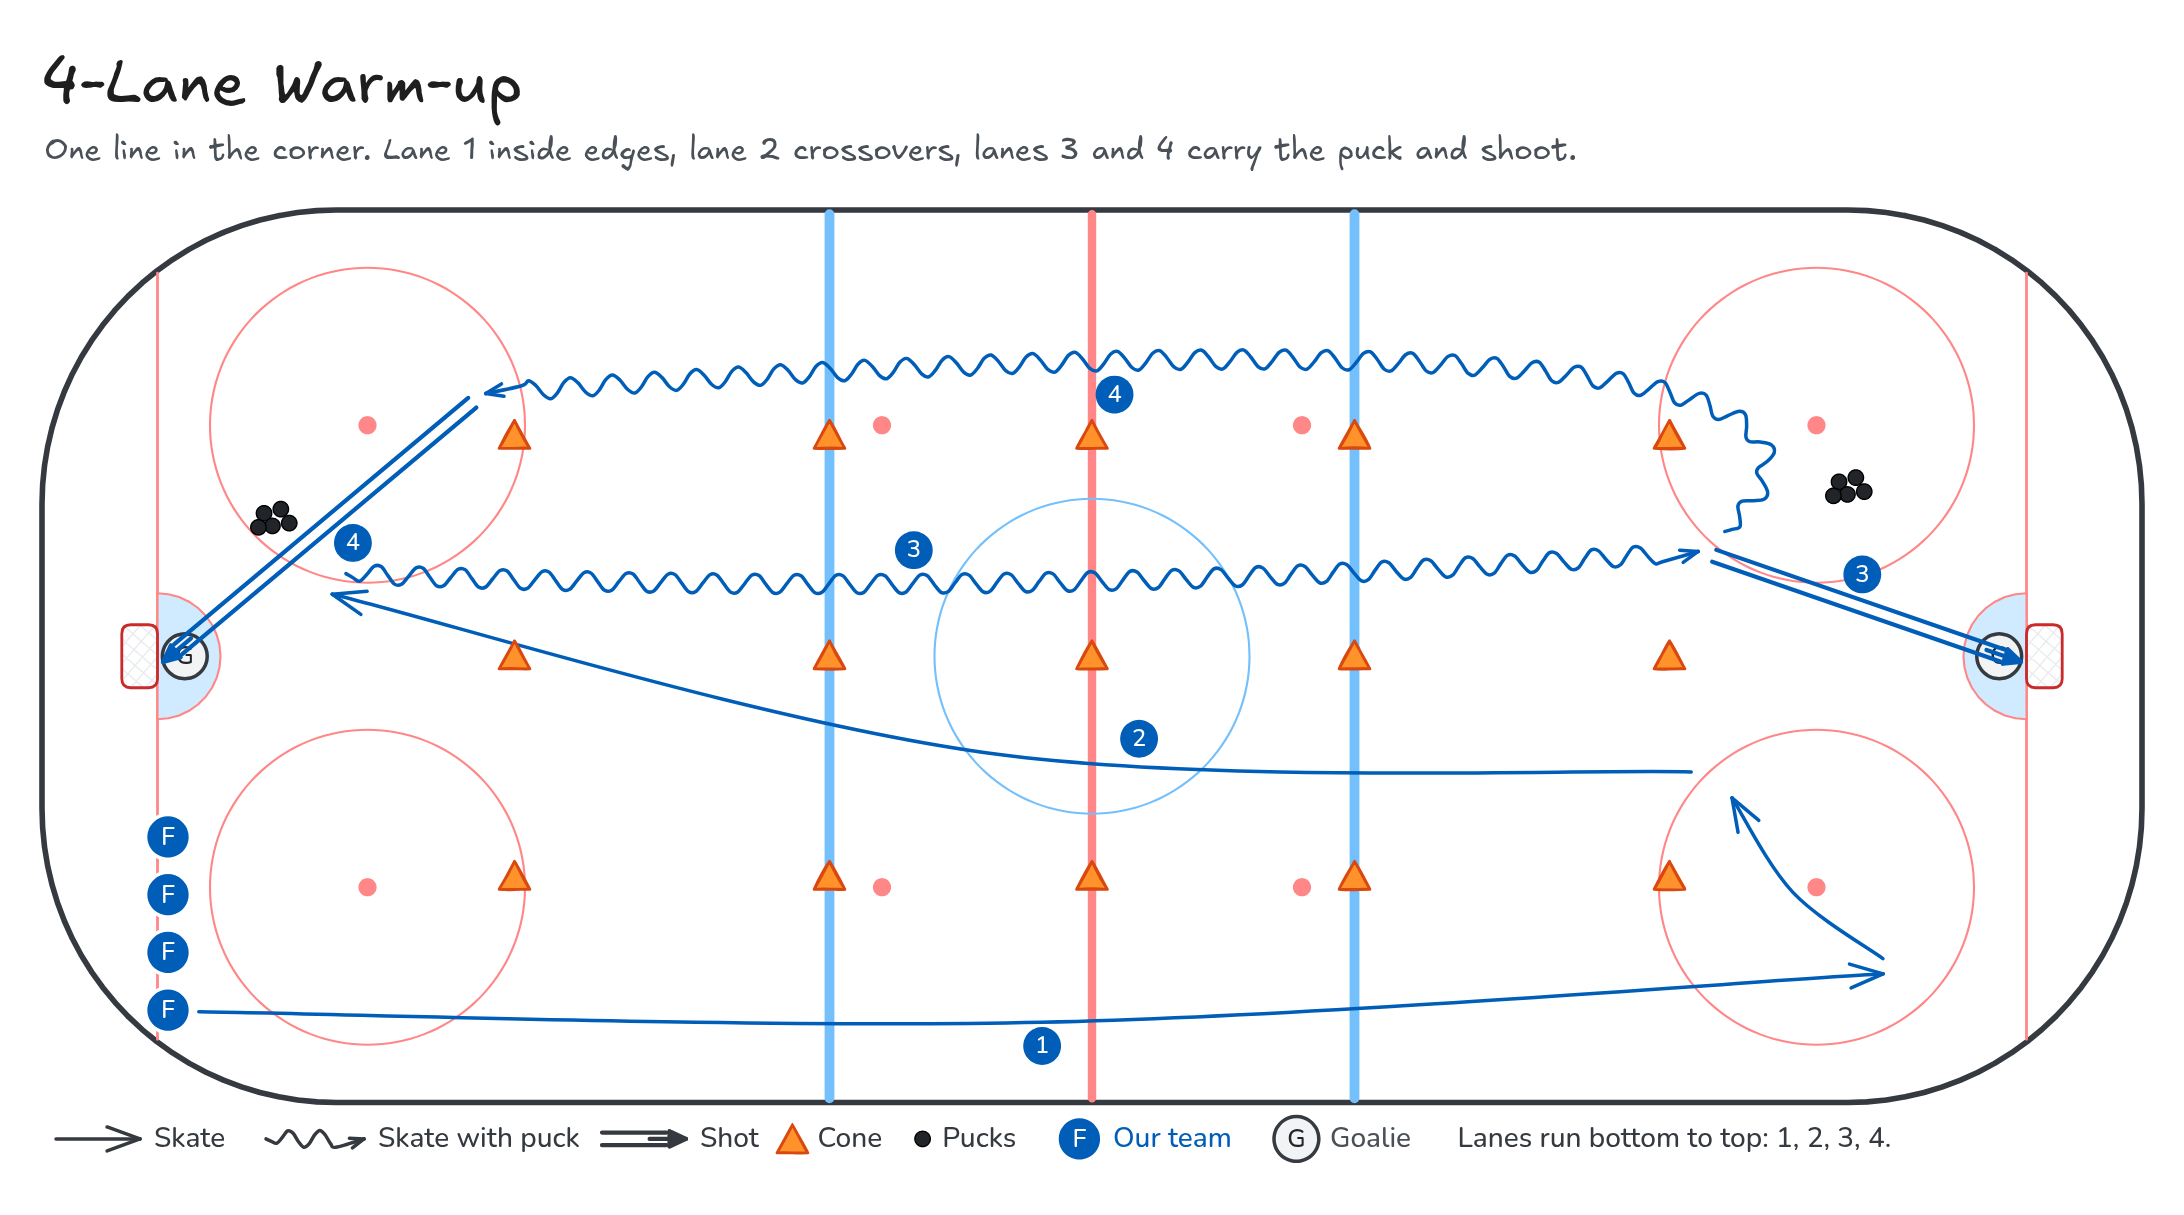 4-Lane Warm-up
One line in the corner. Lane 1 inside edges, lane 2 crossovers, lanes 3 and 4 carry the puck and shoot.
4
4
3
3
G
2
F
F
F
F
1
Skate
Skate with puck
Shot
Cone
Pucks
F Our team
G Goalie
Lanes run bottom to top: 1, 2, 3, 4.